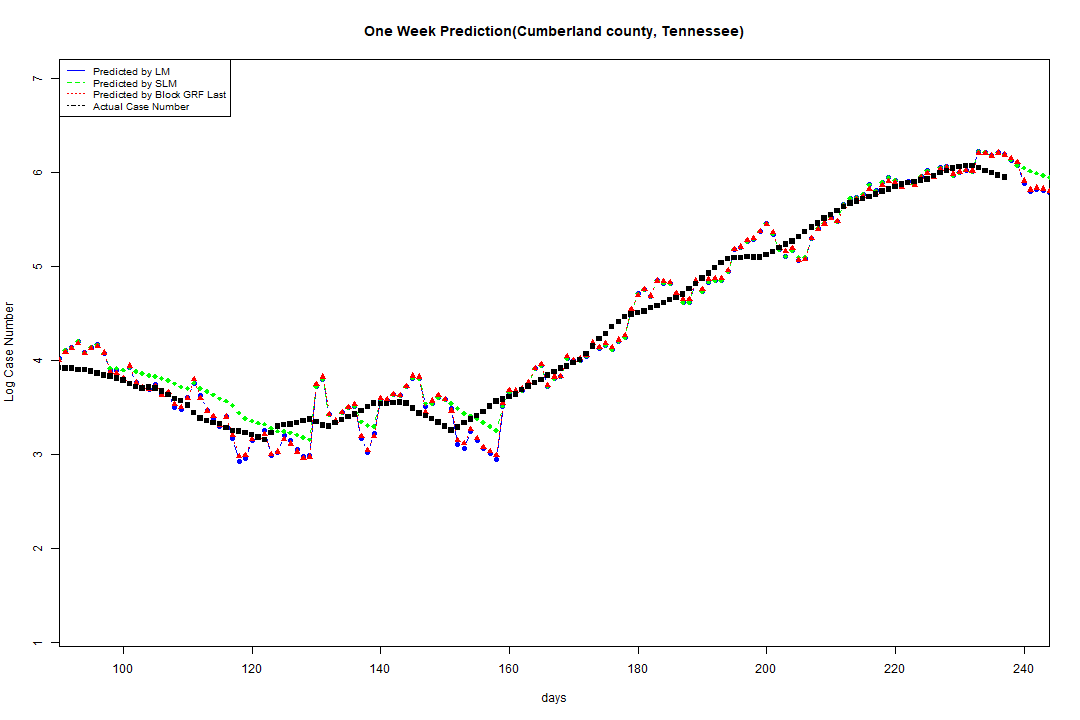 One Week Prediction(Cumberland county, Tennessee)
Predicted by LM
Predicted by SLM
Predicted by Block GRF Last
Actual Case Number
7
6
5
4
3
2
1
Log Case Number
100 120 140 160 180 200 220 240
days